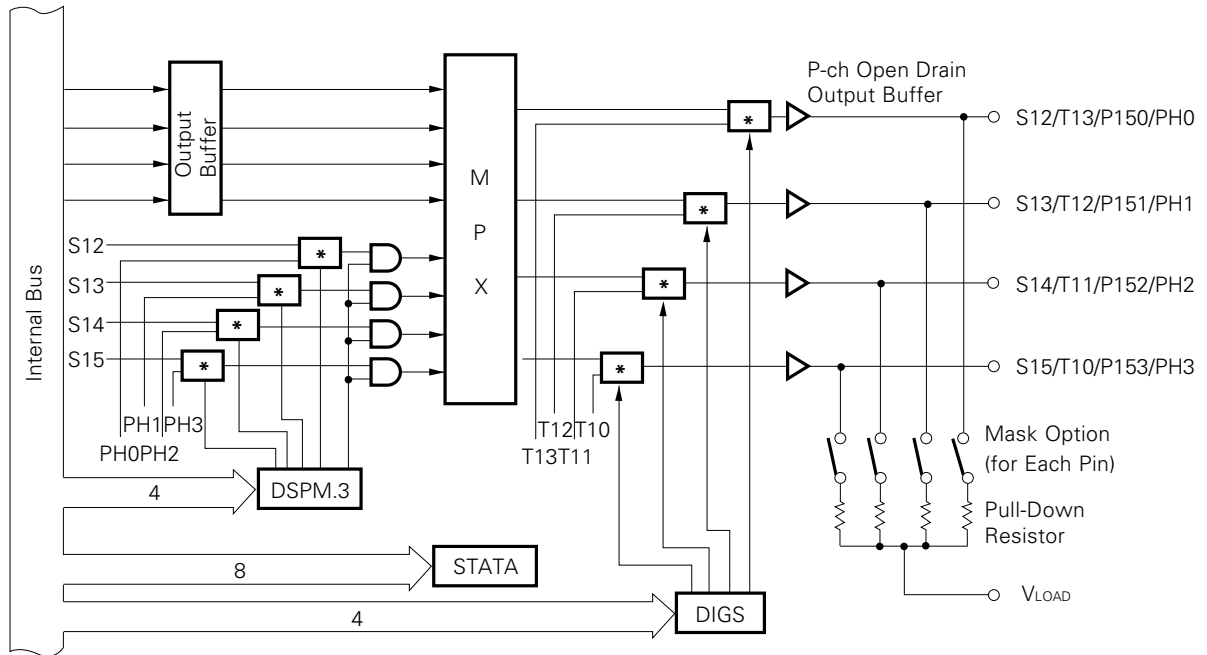 Internal Bus
Output
Buffer
M
P
X
P-ch Open Drain
Output Buffer
*
S12/T13/P150/PH0
*
S13/T12/P151/PH1
*
S14/T11/P152/PH2
*
S15/T10/P153/PH3
S12
*
S13
*
S14
*
S15
*
PH1PH3
PH0PH2
T12T10
T13T11
Mask Option
(for Each Pin)
Pull-Down
Resistor
VLOAD
4
DSPM.3
8
STATA
4
DIGS